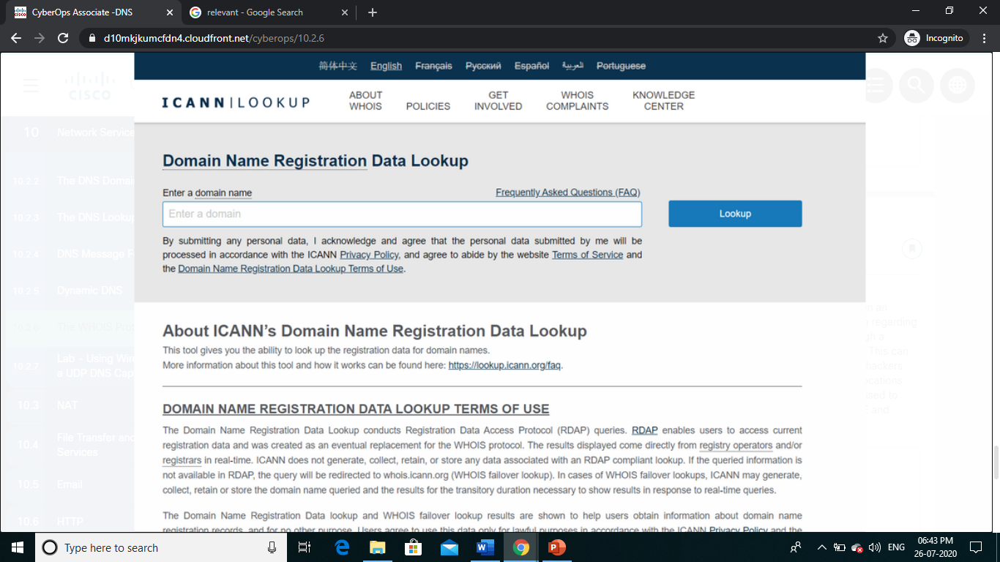 CyberOps Associate -DNS
relevant - Google Search
d10mkjkumcfdn4.cloudfront.net/cyberops/10.2.6
Incognito
简体中文 English Français Русский Español العربية Portuguese
CISCO
ICANN|LOOKUP
ABOUT WHOIS
POLICIES
GET INVOLVED
WHOIS COMPLAINTS
KNOWLEDGE CENTER
10 Network Service
Domain Name Registration Data Lookup
10.2.2 The DNS Domai
Enter a domain name Frequently Asked Questions (FAQ)
10.2.3 The DNS Looku
Enter a domain
Lookup
By submitting any personal data, I acknowledge and agree that the personal data submitted by me will be
processed in accordance with the ICANN Privacy Policy, and agree to abide by the website Terms of Service and
the Domain Name Registration Data Lookup Terms of Use.
10.2.4 DNS Message F
10.2.5 Dynamic DNS
10.2.6 The WHOIS Prot
About ICANN's Domain Name Registration Data Lookup
This tool gives you the ability to look up the registration data for domain names.
More information about this tool and how it works can be found here: https://lookup.icann.org/faq.
10.2.7 Lab - Using Wire
a UDP DNS Cap
10.3 NAT
DOMAIN NAME REGISTRATION DATA LOOKUP TERMS OF USE
The Domain Name Registration Data Lookup conducts Registration Data Access Protocol (RDAP) queries. RDAP enables users to access current
registration data and was created as an eventual replacement for the WHOIS protocol. The results displayed come directly from registry operators and/or
registrars in real-time. ICANN does not generate, collect, retain, or store any data associated with an RDAP compliant lookup. If the queried information is
not available in RDAP, the query will be redirected to whois.icann.org (WHOIS failover lookup). In cases of WHOIS failover lookups, ICANN may generate,
collect, retain or store the domain name queried and the results for the transitory duration necessary to show results in response to real-time queries.
10.4 File Transfer and
Services
10.5 Email
10.6 HTTP
The Domain Name Registration Data lookup and WHOIS failover lookup results are shown to help users obtain information about domain name
registration records, and for no other purpose. Users agree to use this data only for lawful purposes in accordance with the ICANN Privacy Policy and the
n an
regarding
This can
hackers
ocations
sed to
and
Type here to search
ENG
06:43 PM
26-07-2020